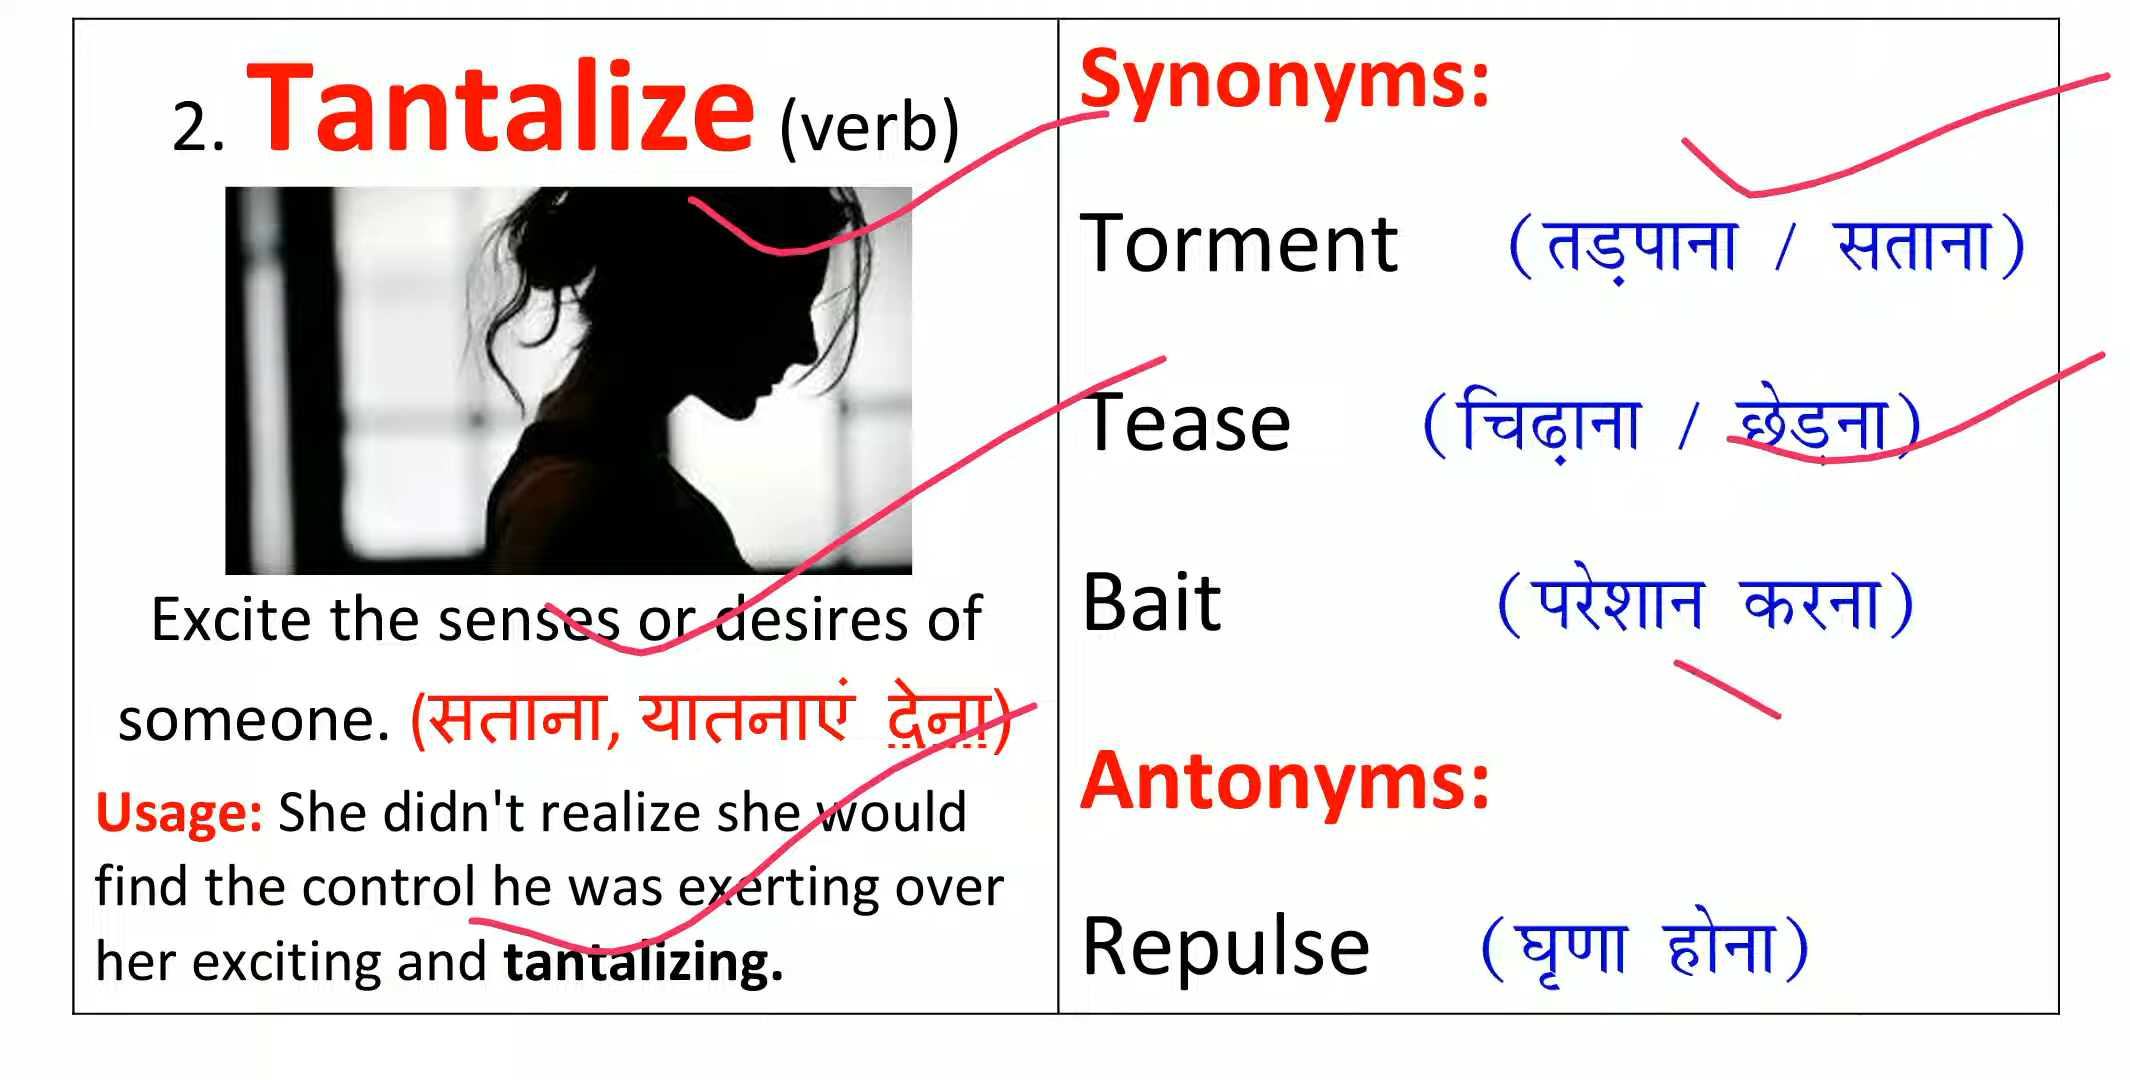 2. Tantalize (verb)
Excite the senses or desires of
someone. (सताना, यातनाएं देना)
Usage: She didn't realize she would
find the control he was exerting over
her exciting and tantalizing.
Synonyms:
Torment (तड़पाना / सताना)
Tease (चिढ़ाना / छेड़ना)
Bait (परेशान करना)
Antonyms:
Repulse (घृणा होना)